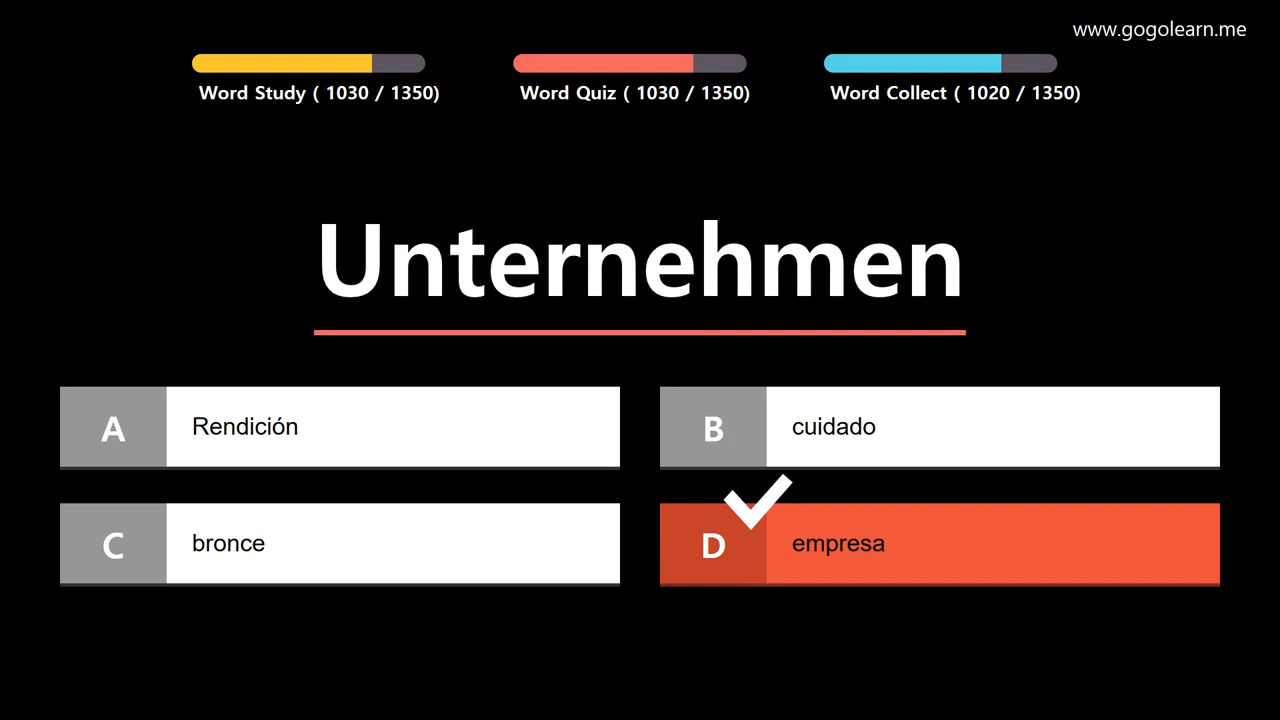 www.gogolearn.me
Word Study ( 1030 / 1350)
Word Quiz ( 1030 / 1350)
Word Collect ( 1020 / 1350)
Unternehmen
A
Rendición
B
cuidado
C
bronce
D
empresa